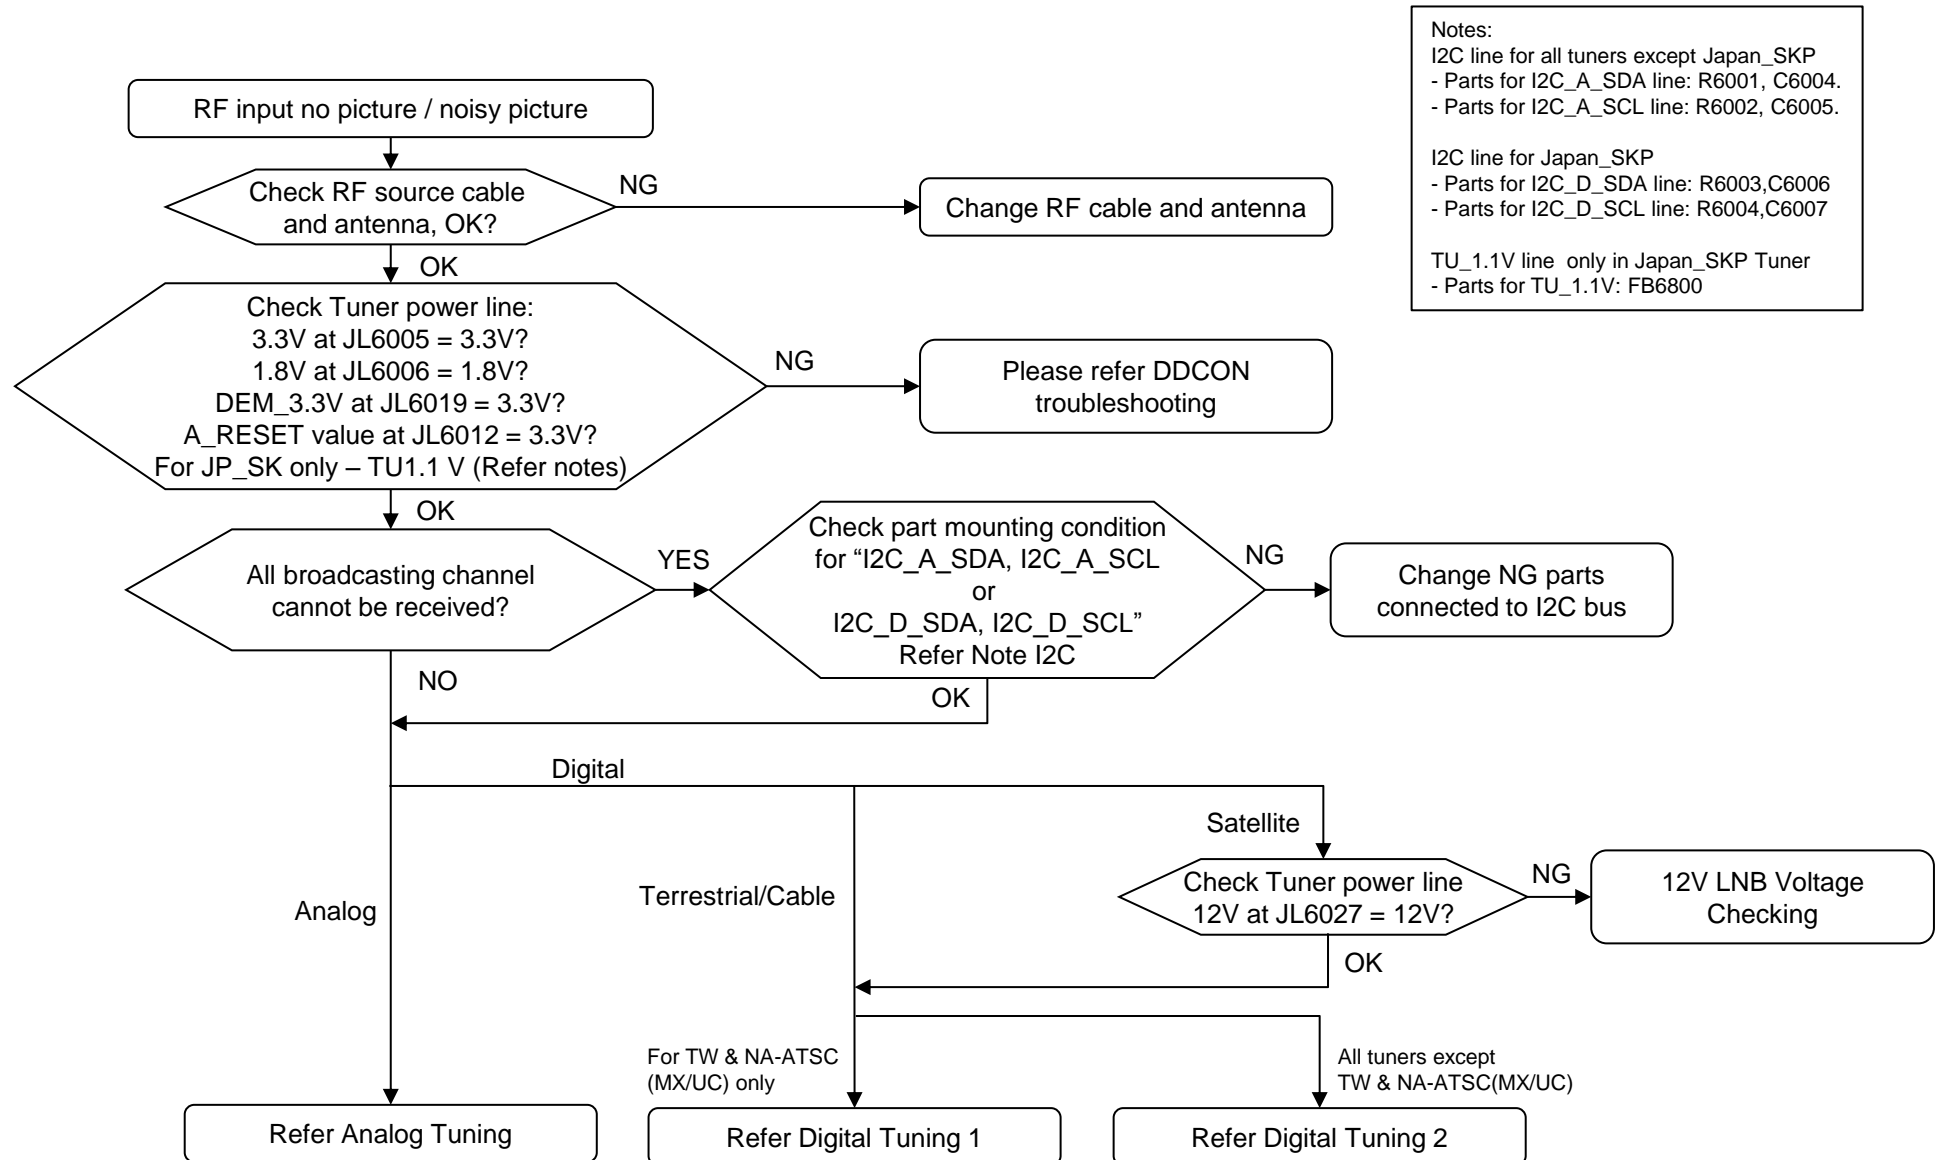 Notes:
I2C line for all tuners except Japan_SKP
- Parts for I2C_A_SDA line: R6001, C6004.
- Parts for I2C_A_SCL line: R6002, C6005.
I2C line for Japan_SKP
- Parts for I2C_D_SDA line: R6003,C6006
- Parts for I2C_D_SCL line: R6004,C6007
TU_1.1V line  only in Japan_SKP Tuner
- Parts for TU_1.1V: FB6800
RF input no picture / noisy picture
Check RF source cable
and antenna, OK?
NG
Change RF cable and antenna
OK
Check Tuner power line:
3.3V at JL6005 = 3.3V?
1.8V at JL6006 = 1.8V?
DEM_3.3V at JL6019 = 3.3V?
A_RESET value at JL6012 = 3.3V?
For JP_SK only – TU1.1 V (Refer notes)
NG
Please refer DDCON
troubleshooting
OK
All broadcasting channel
cannot be received?
YES
Check part mounting condition
for “I2C_A_SDA, I2C_A_SCL
or
I2C_D_SDA, I2C_D_SCL”
Refer Note I2C
NG
Change NG parts
connected to I2C bus
NO
OK
Digital
Analog
Terrestrial/Cable
Satellite
Check Tuner power line
12V at JL6027 = 12V?
NG
12V LNB Voltage
Checking
OK
For TW & NA-ATSC
(MX/UC) only
All tuners except
TW & NA-ATSC(MX/UC)
Refer Analog Tuning
Refer Digital Tuning 1
Refer Digital Tuning 2